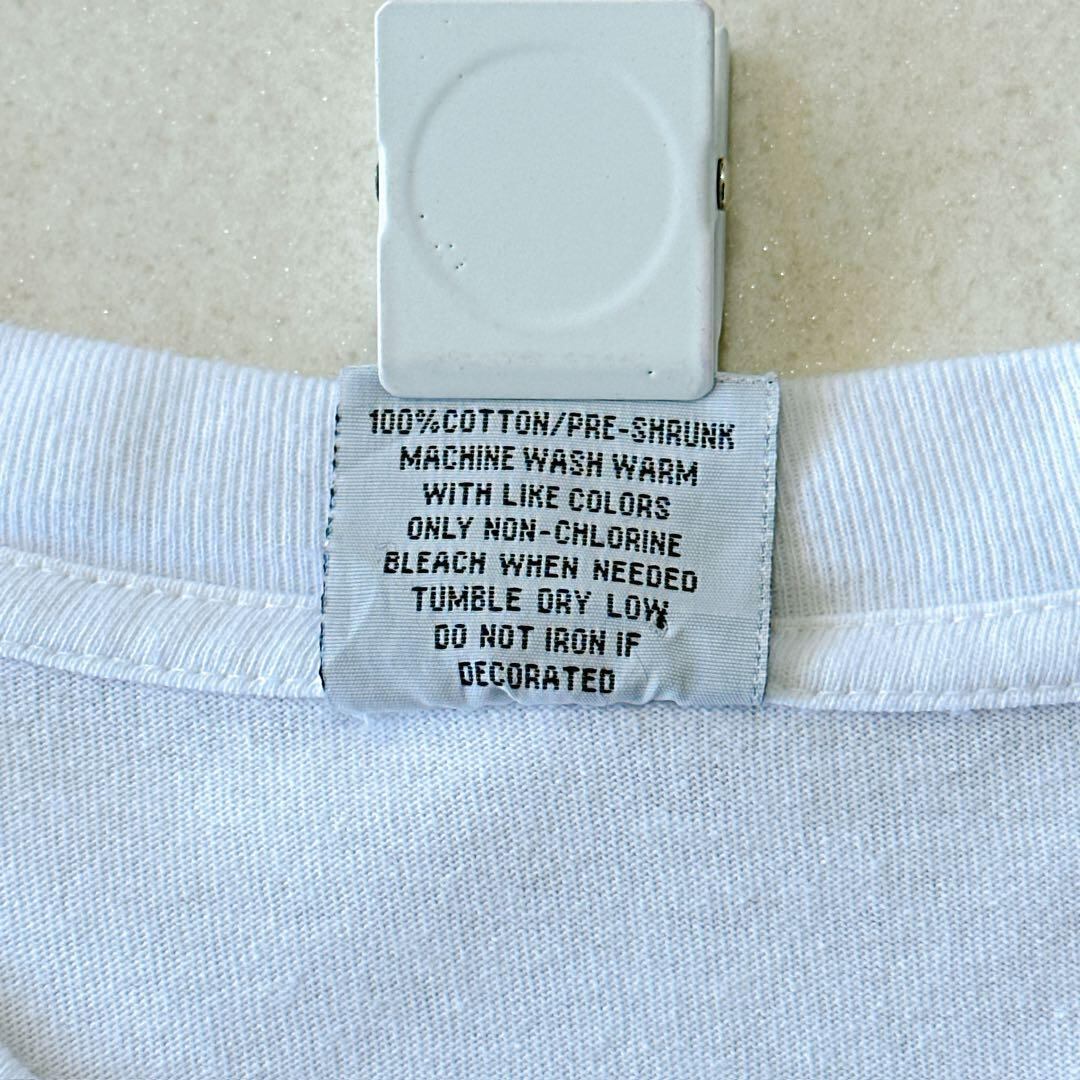 100%COTTON/PRE-SHRUNK
MACHINE WASH WARM
WITH LIKE COLORS
ONLY NON-CHLORINE
BLEACH WHEN NEEDED
TUMBLE DRY LOW
DO NOT IRON IF
DECORATED